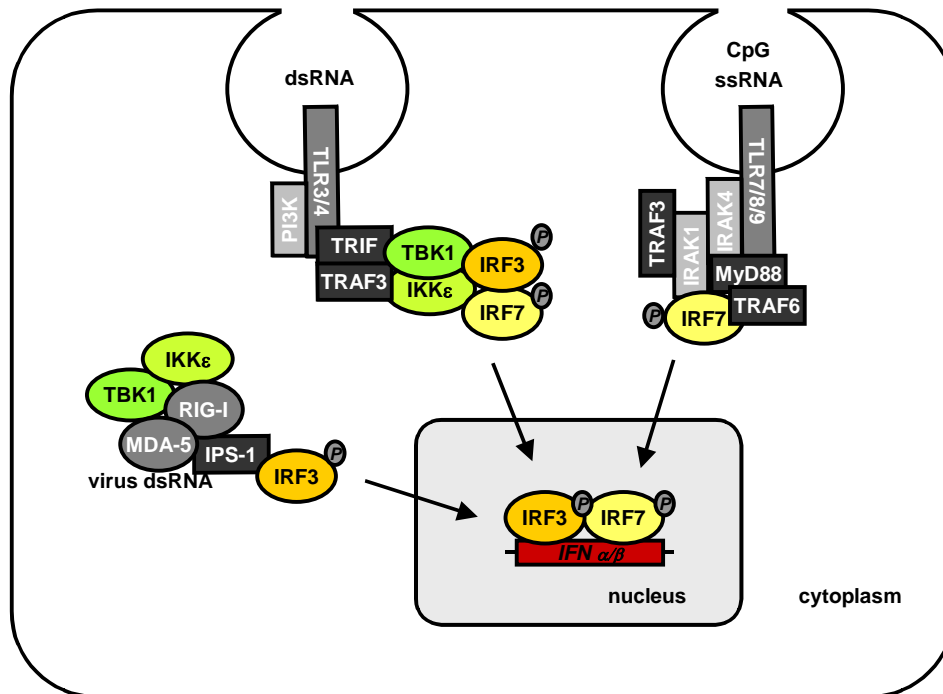 dsRNA
CpG
ssRNA
TLR3/4
PI3K
TRIF
TRAF3
TBK1
IKKε
IRF3
P
IRF7
P
TLR7/8/9
IRAK4
IRAK1
TRAF3
MyD88
TRAF6
IRF7
P
IKKε
TBK1
RIG-I
MDA-5
IPS-1
virus dsRNA
IRF3
P
IRF3
P
IRF7
P
IFN α/β
nucleus
cytoplasm